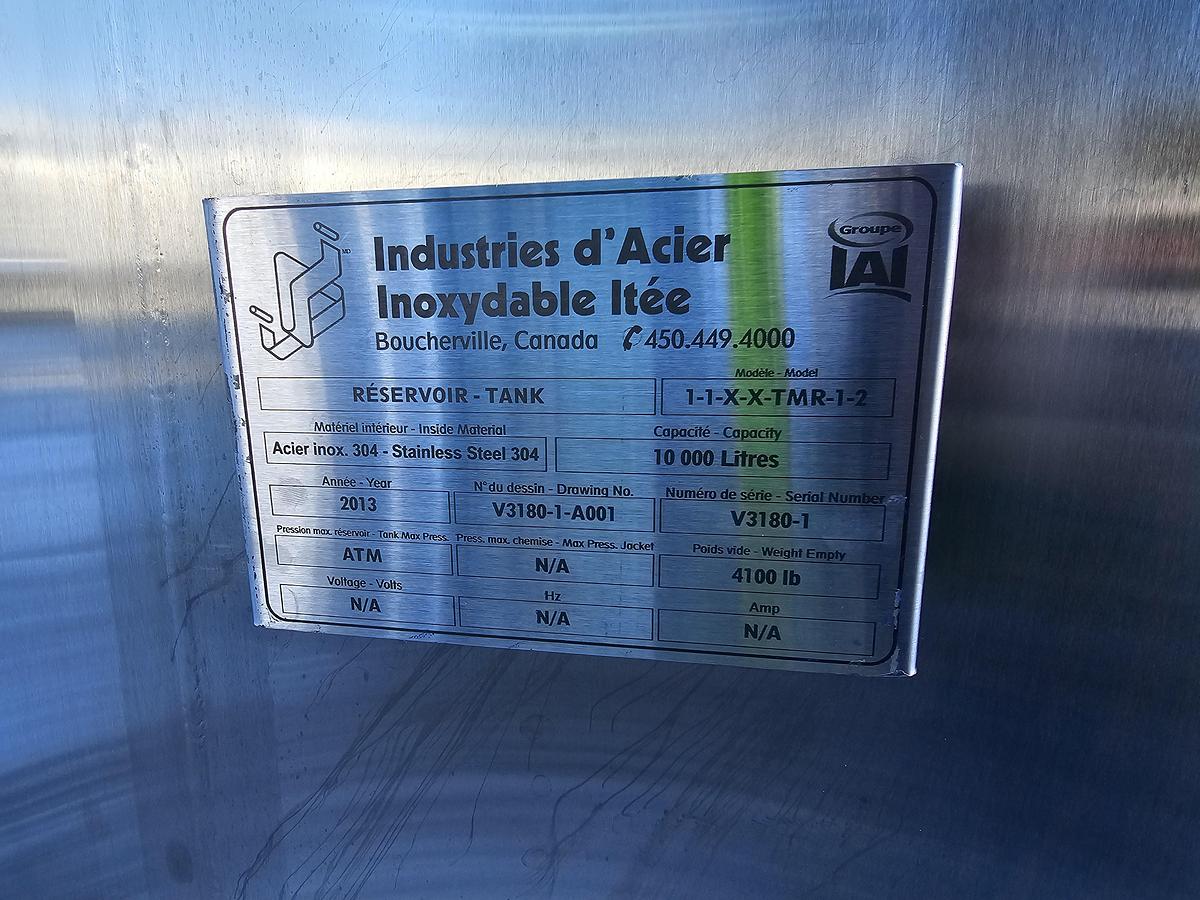 Industries d'Acier
Inoxydable ltée
Boucherville, Canada 450.449.4000
MD
Groupe
IAI
Modèle - Model
RÉSERVOIR - TANK
1-1-X-X-TMR-1-2
Matériel intérieur - Inside Material
Capacité - Capacity
Acier inox. 304 - Stainless Steel 304
10 000 Litres
Année - Year
N° du dessin - Drawing No.
Numéro de série - Serial Number
2013
V3180-1-A001
V3180-1
Pression max. réservoir - Tank Max Press.
Press. max. chemise - Max Press. Jacket
Poids vide - Weight Empty
ATM
N/A
4100 lb
Voltage - Volts
Hz
Amp
N/A
N/A
N/A